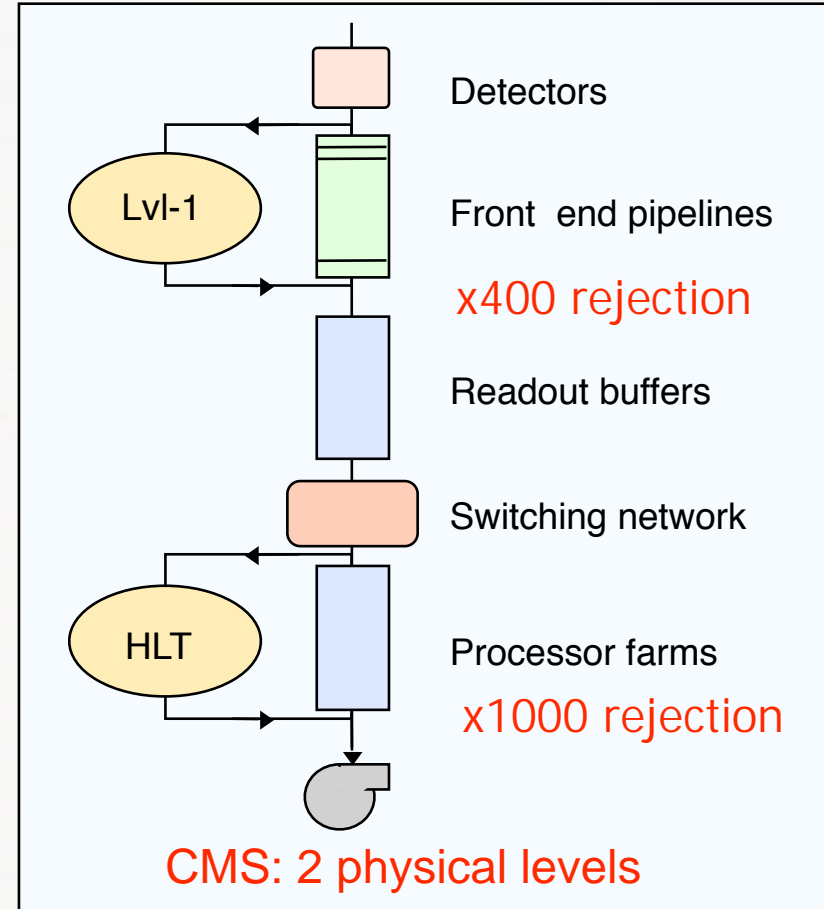 Detectors
Lvl-1
Front end pipelines
x400 rejection
Readout buffers
Switching network
HLT
Processor farms
x1000 rejection
CMS: 2 physical levels